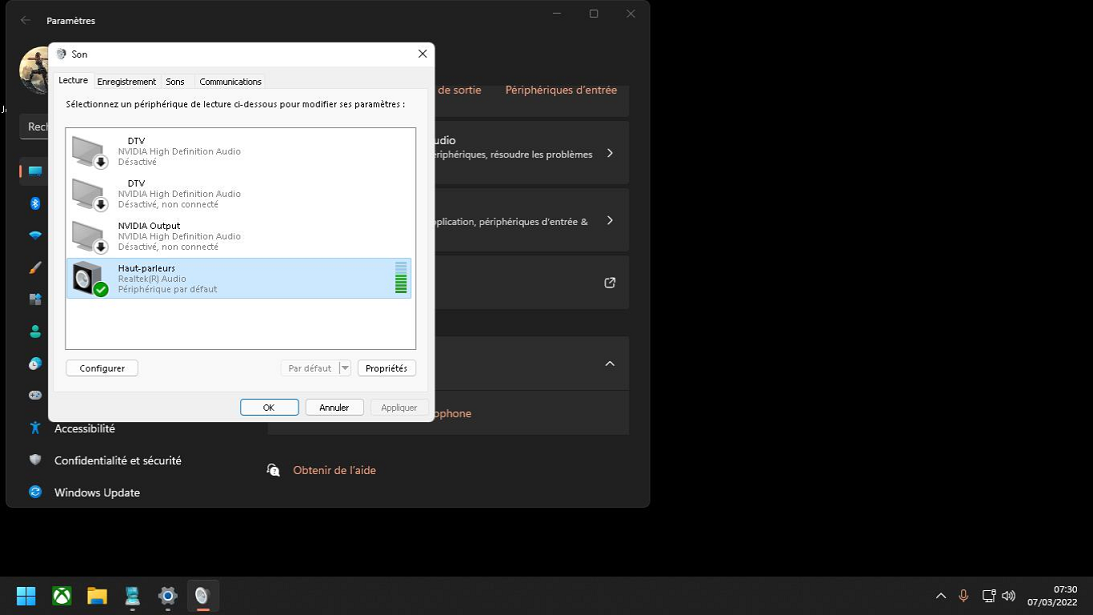 Paramètres
Son
Lecture
Enregistrement
Sons
Communications
Sélectionnez un périphérique de lecture ci-dessous pour modifier ses paramètres :
DTV
NVIDIA High Definition Audio
Désactivé
DTV
NVIDIA High Definition Audio
Désactivé, non connecté
NVIDIA Output
NVIDIA High Definition Audio
Désactivé, non connecté
Haut-parleurs
Realtek(R) Audio
Périphérique par défaut
Configurer
Par défaut
Propriétés
OK
Annuler
Appliquer
de sortie
Périphériques d'entrée
udio
ériphériques, résoudre les problèmes
plication, périphériques d'entrée &
ophone
Rech
Accessibilité
Confidentialité et sécurité
Windows Update
Obtenir de l'aide
07:30
07/03/2022